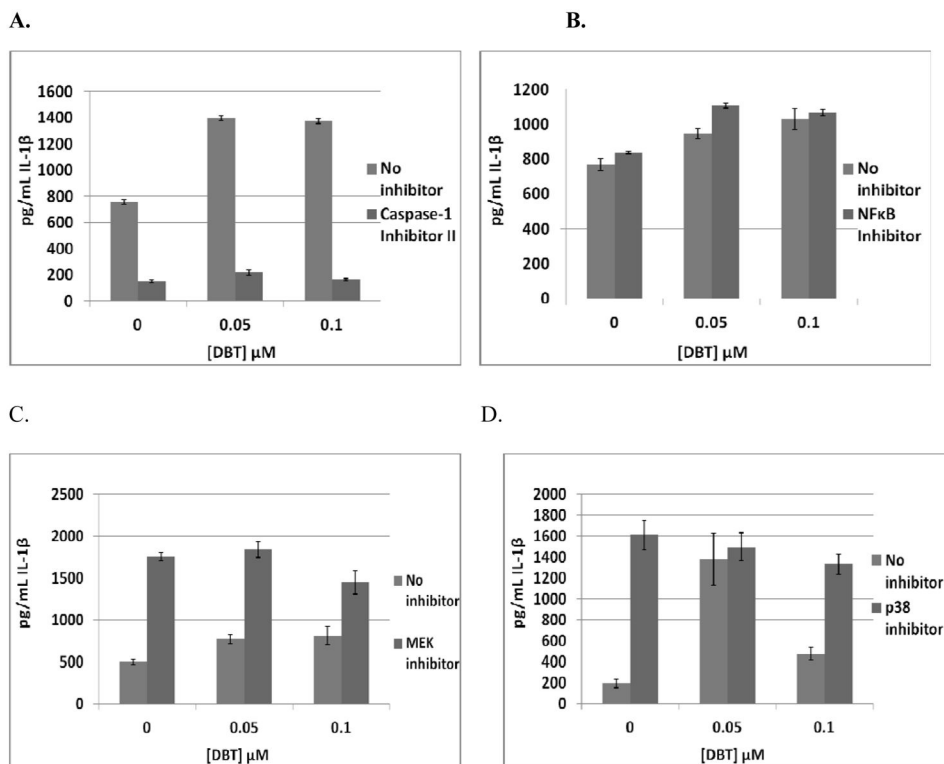 A.
pg/mL IL-1β
1600
1400
1200
1000
800
600
400
200
0
0 0.05 0.1
[DBT] µM
No
inhibitor
Caspase-1
Inhibitor II
B.
pg/mL IL-1β
1200
1000
800
600
400
200
0
0 0.05 0.1
[DBT] µM
No
inhibitor
NFκB
Inhibitor
C.
pg/mL IL-1β
2500
2000
1500
1000
500
0
0 0.05 0.1
[DBT] µM
No
inhibitor
MEK
inhibitor
D.
pg/mL IL-1β
2000
1800
1600
1400
1200
1000
800
600
400
200
0
0 0.05 0.1
[DBT] µM
No
inhibitor
p38
inhibitor